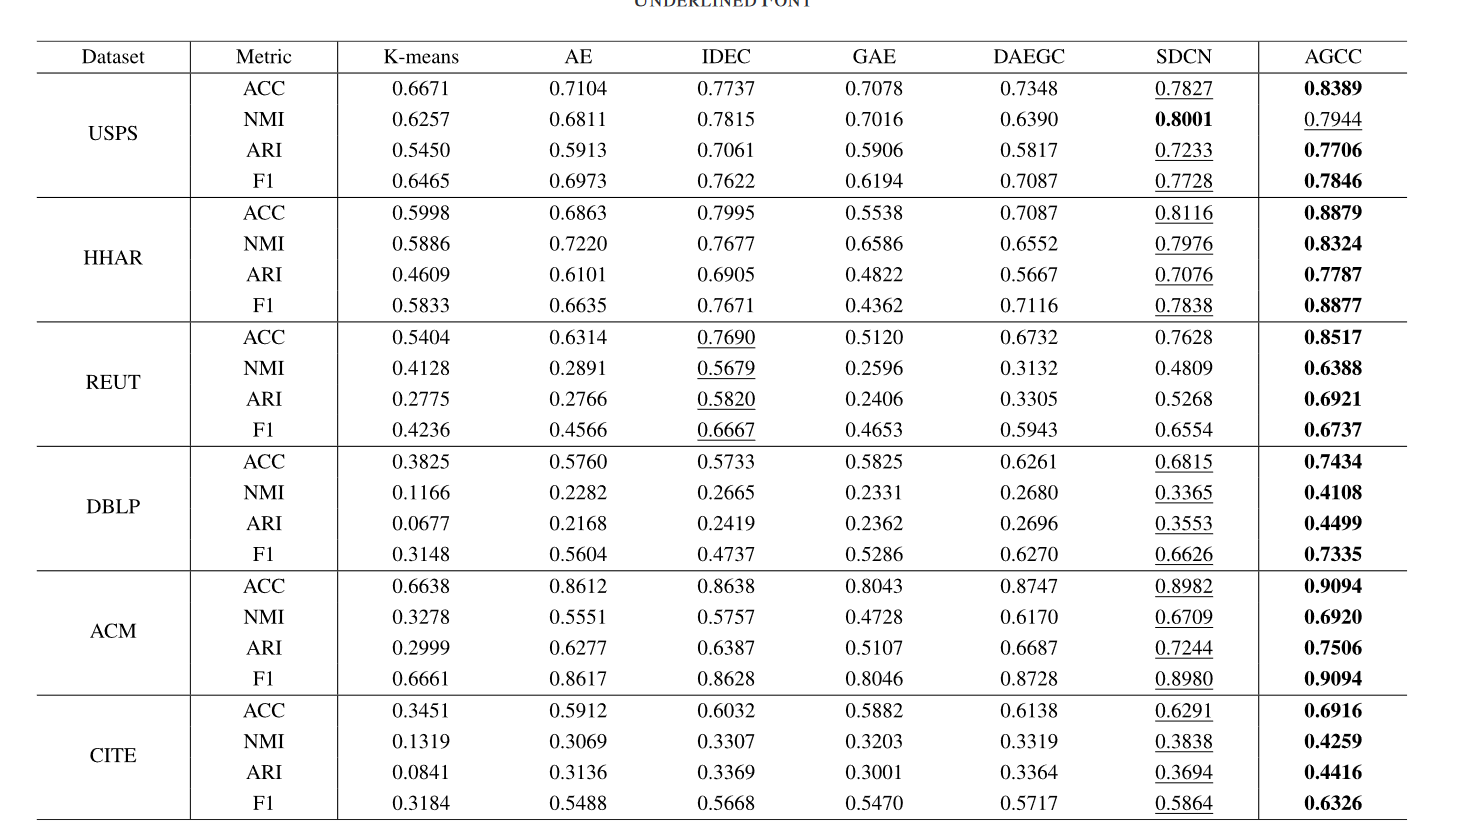 UNDERLINED FONT
Dataset Metric K-means AE IDEC GAE DAEGC SDCN AGCC
ACC 0.6671 0.7104 0.7737 0.7078 0.7348 0.7827 0.8389
NMI 0.6257 0.6811 0.7815 0.7016 0.6390 0.8001 0.7944
USPS
ARI 0.5450 0.5913 0.7061 0.5906 0.5817 0.7233 0.7706
F1 0.6465 0.6973 0.7622 0.6194 0.7087 0.7728 0.7846
ACC 0.5998 0.6863 0.7995 0.5538 0.7087 0.8116 0.8879
NMI 0.5886 0.7220 0.7677 0.6586 0.6552 0.7976 0.8324
HHAR
ARI 0.4609 0.6101 0.6905 0.4822 0.5667 0.7076 0.7787
F1 0.5833 0.6635 0.7671 0.4362 0.7116 0.7838 0.8877
ACC 0.5404 0.6314 0.7690 0.5120 0.6732 0.7628 0.8517
NMI 0.4128 0.2891 0.5679 0.2596 0.3132 0.4809 0.6388
REUT
ARI 0.2775 0.2766 0.5820 0.2406 0.3305 0.5268 0.6921
F1 0.4236 0.4566 0.6667 0.4653 0.5943 0.6554 0.6737
ACC 0.3825 0.5760 0.5733 0.5825 0.6261 0.6815 0.7434
NMI 0.1166 0.2282 0.2665 0.2331 0.2680 0.3365 0.4108
DBLP
ARI 0.0677 0.2168 0.2419 0.2362 0.2696 0.3553 0.4499
F1 0.3148 0.5604 0.4737 0.5286 0.6270 0.6626 0.7335
ACC 0.6638 0.8612 0.8638 0.8043 0.8747 0.8982 0.9094
NMI 0.3278 0.5551 0.5757 0.4728 0.6170 0.6709 0.6920
ACM
ARI 0.2999 0.6277 0.6387 0.5107 0.6687 0.7244 0.7506
F1 0.6661 0.8617 0.8628 0.8046 0.8728 0.8980 0.9094
ACC 0.3451 0.5912 0.6032 0.5882 0.6138 0.6291 0.6916
NMI 0.1319 0.3069 0.3307 0.3203 0.3319 0.3838 0.4259
CITE
ARI 0.0841 0.3136 0.3369 0.3001 0.3364 0.3694 0.4416
F1 0.3184 0.5488 0.5668 0.5470 0.5717 0.5864 0.6326